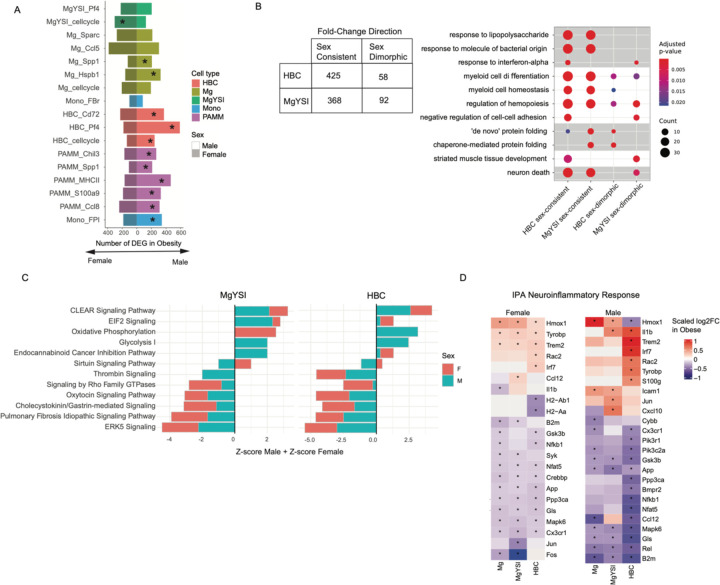 A
MgYSI_Pf4
MgYSI_cellcycle
Mg_Sparc
Mg_Ccl5
Mg_Spp1
Mg_Hspb1
Mg_cellcycle
Mono_FBr
HBC_Cd72
HBC_Pf4
HBC_cellcycle
PAMM_Chil3
PAMM_Spp1
PAMM_MHCII
PAMM_S100a9
PAMM_Ccl8
Mono_FPl
* * * * * * * * * * * * *
400 200 0 200 400 600
Number of DEG in Obesity
Female Male
Cell type
HBC
Mg
MgYSI
Mono
PAMM
Sex
Male
Female
B
Fold-Change Direction
Sex Consistent Sex Dimorphic
HBC 425 58
MgYSI 368 92
response to lipopolysaccharide
response to molecule of bacterial origin
response to interferon-alpha
myeloid cell differentiation
myeloid cell homeostasis
regulation of hemopoiesis
negative regulation of cell-cell adhesion
'de novo' protein folding
chaperone-mediated protein folding
striated muscle tissue development
neuron death
HBC sex-consistent
MgYSI sex-consistent
HBC sex-dimorphic
MgYSI sex-dimorphic
Adjusted
p-value
0.005
0.010
0.015
0.020
Count
10
20
30
C
MgYSI HBC
CLEAR Signaling Pathway
EIF2 Signaling
Oxidative Phosphorylation
Glycolysis I
Endocannabinoid Cancer Inhibition Pathway
Sirtuin Signaling Pathway
Thrombin Signaling
Signaling by Rho Family GTPases
Oxytocin Signaling Pathway
Cholecystokinin/Gastrin-mediated Signaling
Pulmonary Fibrosis Idiopathic Signaling Pathway
ERK5 Signaling
-4 -2 0 2 4
-5.0 -2.5 0.0 2.5
Z-score Male + Z-score Female
Sex
F
M
D
IPA Neuroinflammatory Response
Female
Hmox1
Tyrobp
Trem2
Rac2
Irf7
Ccl12
Il1b
H2-Ab1
H2-Aa
B2m
Gsk3b
Nfkb1
Syk
Nfat5
Crebbp
App
Ppp3ca
Gls
Mapk6
Cx3cr1
Jun
Fos
Mg MgYSI HBC
Male
Hmox1
Il1b
Trem2
Irf7
Rac2
Tyrobp
S100g
Icam1
Jun
Cxcl10
Cybb
Cx3cr1
Pik3r1
Pik3c2a
Gsk3b
App
Ppp3ca
Bmpr2
Nfkb1
Nfat5
Ccl12
Mapk6
Gls
Rel
B2m
Mg MgYSI HBC
Scaled log2FC
in Obese
1
0.5
0
−0.5
−1